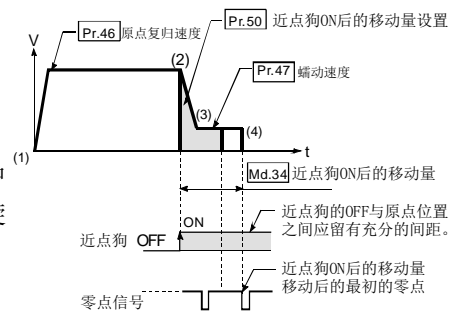 Pr.50 近点狗ON后的移动量设置
Pr.46 原点复归速度
V
(2)
Pr.47 蠕动速度
(3)
(4)
(1)
t
Md.34 近点狗ON后的移动量
ON
近点狗的OFF与原点位置
之间应留有充分的间距。
近点狗 OFF
近点狗ON后的移动量
移动后的最初的零点
零点信号